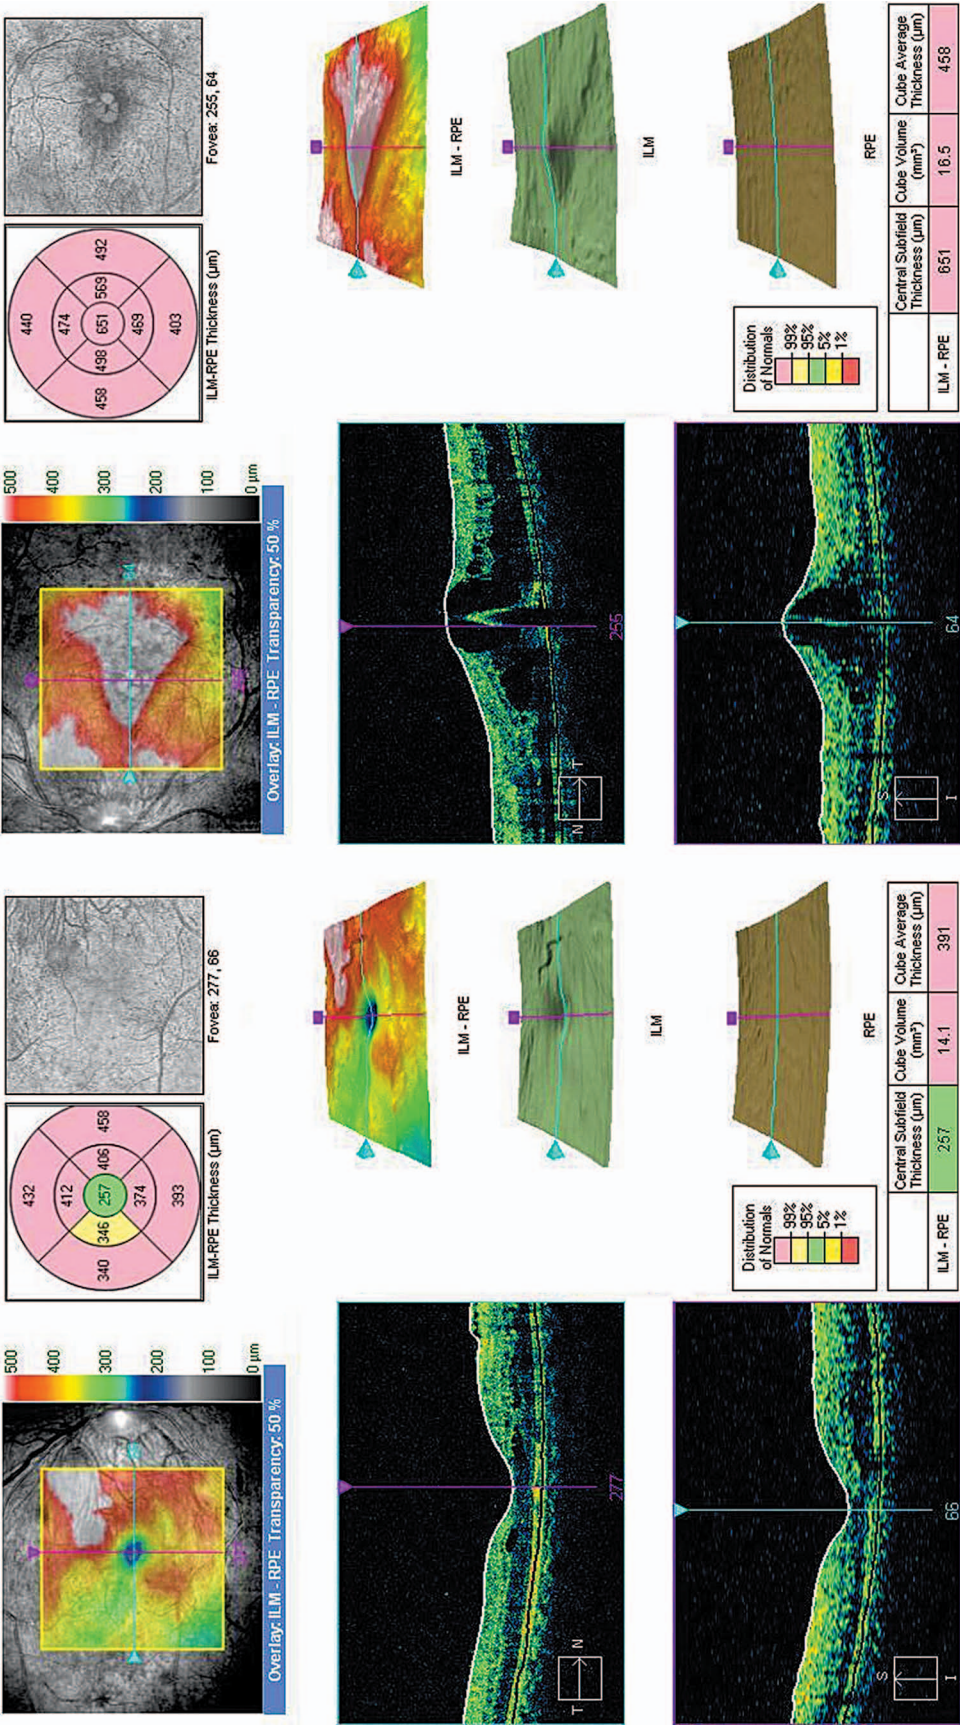 500
400
300
200
100
0 µm
Overlay: ILM - RPE Transparency: 50 %
432
458
412
406
340
346
257
374
393
ILM-RPE Thickness (µm)
Fovea: 277, 66
T
N
277
ILM - RPE
ILM
RPE
S
I
66
Distribution
of Normals
99%
95%
5%
1%
Central Subfield
Thickness (µm)
Cube Volume
(mm³)
Cube Average
Thickness (µm)
ILM - RPE
257
14.1
391
64
500
400
300
200
100
0 µm
Overlay: ILM - RPE Transparency: 50 %
440
492
474
569
458
498
651
469
403
ILM-RPE Thickness (µm)
Fovea: 255, 64
N
T
255
ILM - RPE
ILM
RPE
S
I
64
Distribution
of Normals
99%
95%
5%
1%
Central Subfield
Thickness (µm)
Cube Volume
(mm³)
Cube Average
Thickness (µm)
ILM - RPE
651
16.5
458